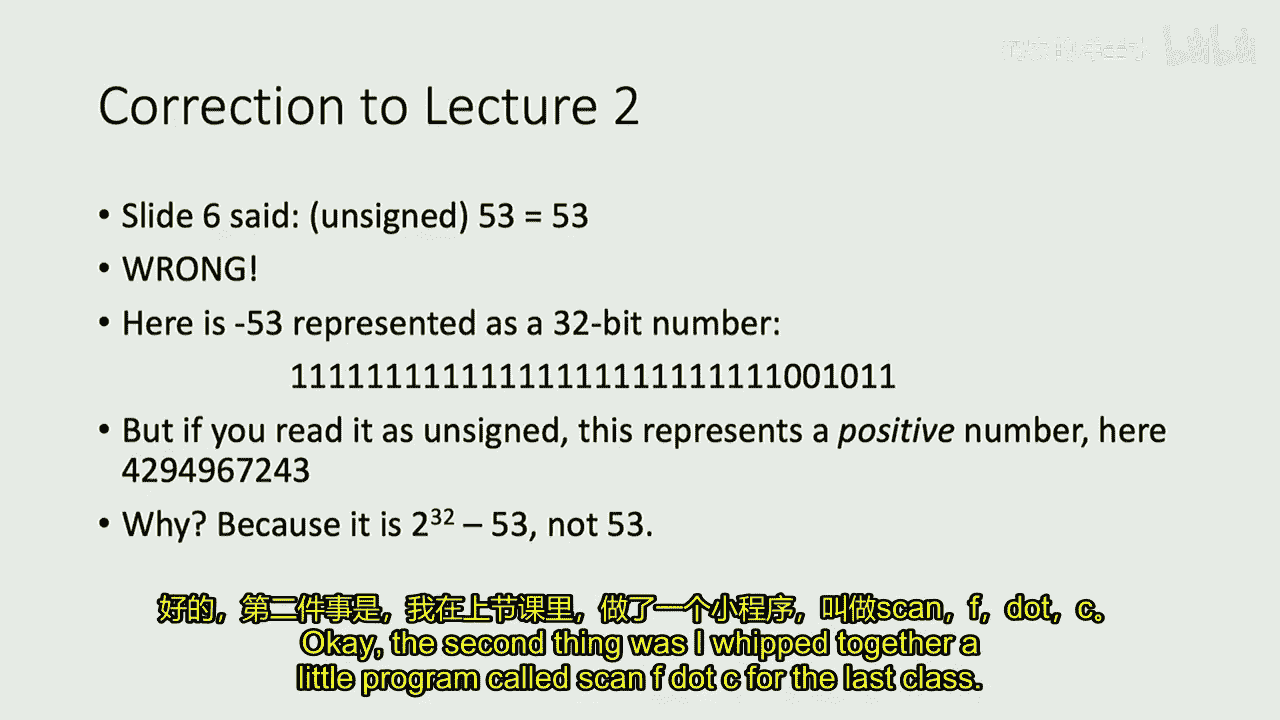 Correction to Lecture 2
• Slide 6 said: (unsigned) 53 = 53
• WRONG!
• Here is -53 represented as a 32-bit number:
11111111111111111111111111001011
• But if you read it as unsigned, this represents a positive number, here
4294967243
• Why? Because it is 2³² – 53, not 53.
好的，第二件事是，我在上节课里，做了一个小程序，叫做scan，f，dot，c。
Okay, the second thing was I whipped together a
little program called scan f dot c for the last class.